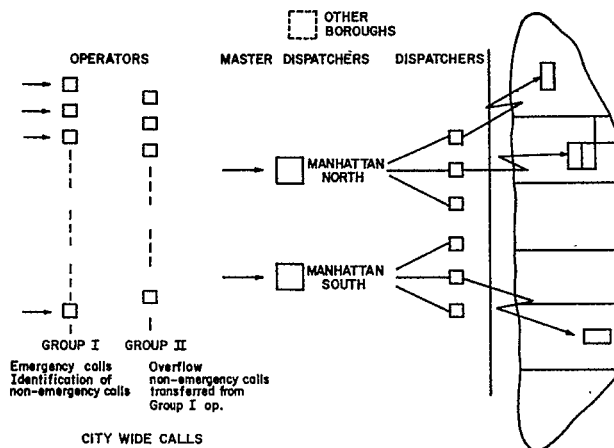 OTHER
BOROUGHS
OPERATORS
MASTER DISPATCHERS
DISPATCHERS
MANHATTAN
NORTH
MANHATTAN
SOUTH
GROUP I
GROUP II
Emergency calls
Identification of
non-emergency calls
Overflow
non-emergency calls
transferred from
Group I op.
CITY WIDE CALLS